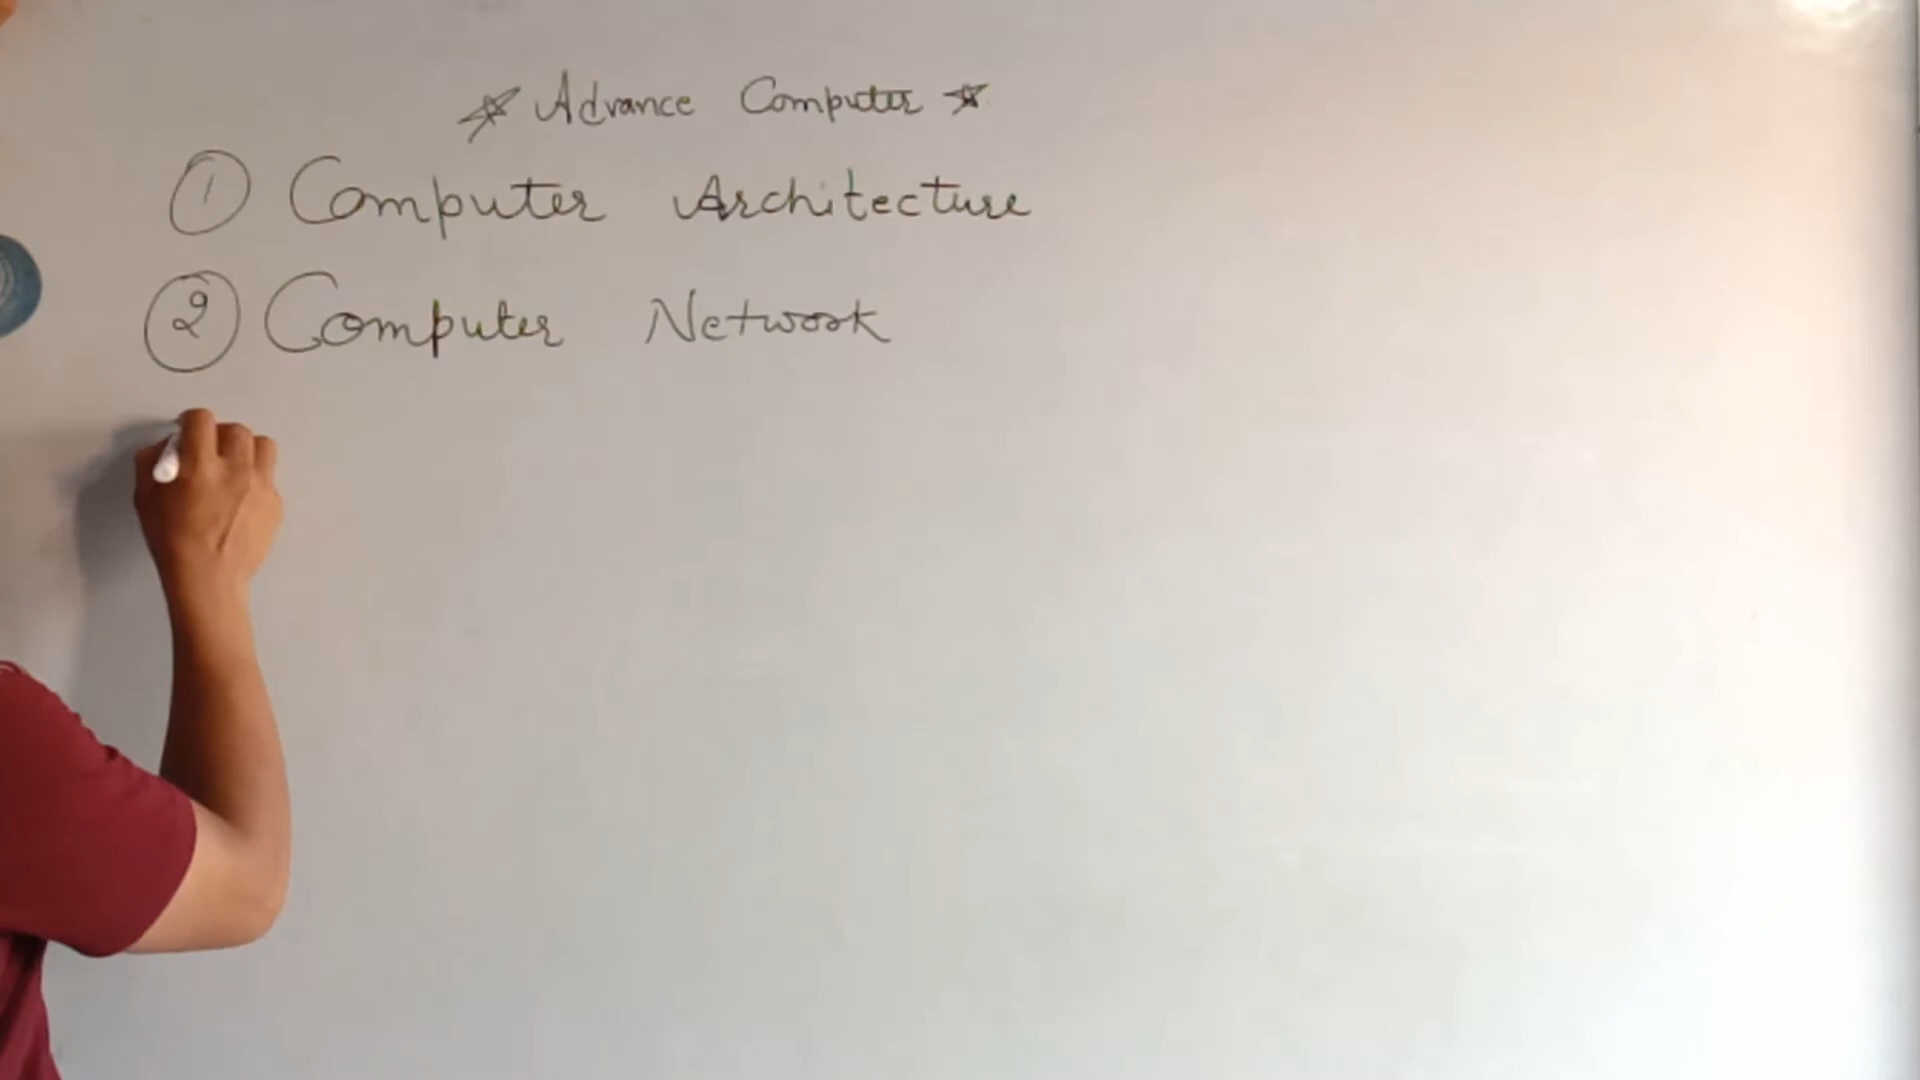 ☆ Advance Computer ☆
① Computer Architecture
② Computer Network